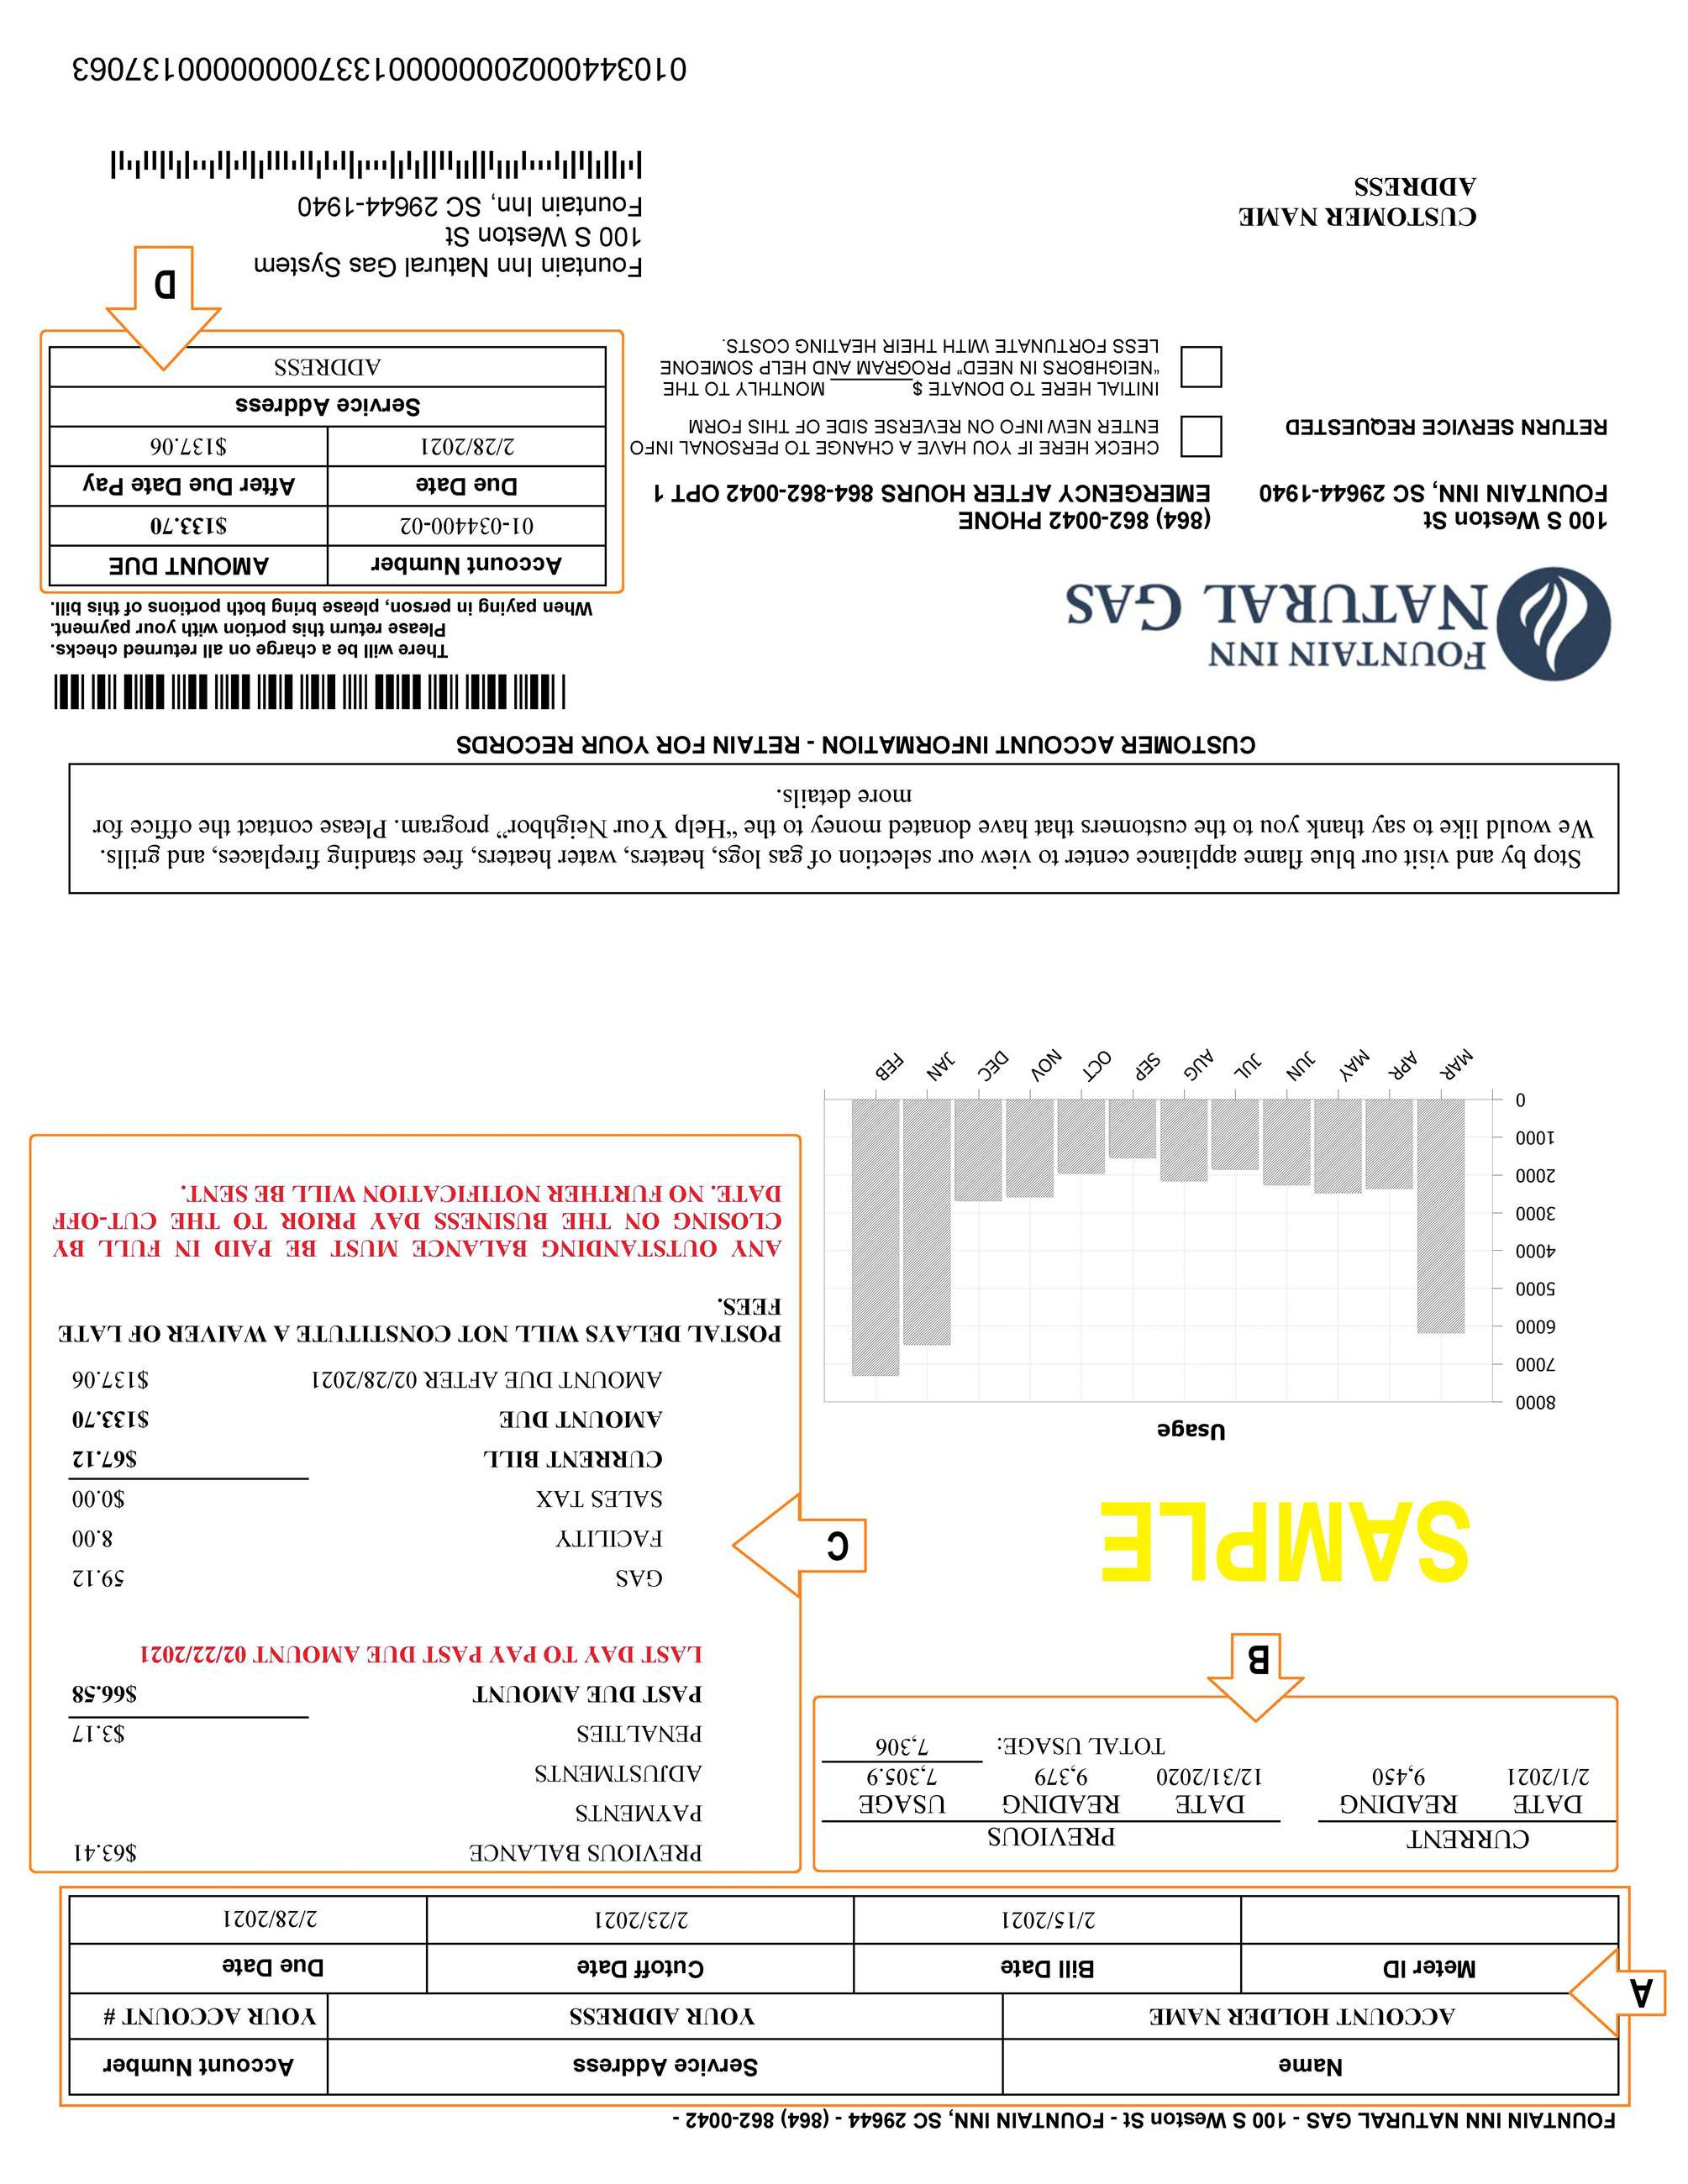 FOUNTAIN INN NATURAL GAS - 100 S Weston St - FOUNTAIN INN, SC 29644 - (864) 862-0042 -
Name Service Address Account Number
ACCOUNT HOLDER NAME YOUR ADDRESS YOUR ACCOUNT #
A
Meter ID Bill Date Cutoff Date Due Date
2/15/2021 2/23/2021 2/28/2021
CURRENT PREVIOUS
DATE READING DATE READING USAGE
2/1/2021 9,450 12/31/2020 9,379 7,305.9
TOTAL USAGE: 7,306
B
SAMPLE
Usage
8000
7000
6000
5000
4000
3000
2000
1000
0
MAR APR MAY JUN JUL AUG SEP OCT NOV DEC JAN FEB
PREVIOUS BALANCE $63.41
PAYMENTS
ADJUSTMENTS
PENALTIES $3.17
PAST DUE AMOUNT $66.58
LAST DAY TO PAY PAST DUE AMOUNT 02/22/2021
C
GAS 59.12
FACILITY 8.00
SALES TAX $0.00
CURRENT BILL $67.12
AMOUNT DUE $133.70
AMOUNT DUE AFTER 02/28/2021 $137.06
POSTAL DELAYS WILL NOT CONSTITUTE A WAIVER OF LATE
FEES.
ANY OUTSTANDING BALANCE MUST BE PAID IN FULL BY
CLOSING ON THE BUSINESS DAY PRIOR TO THE CUT-OFF
DATE. NO FURTHER NOTIFICATION WILL BE SENT.
Stop by and visit our blue flame appliance center to view our selection of gas logs, heaters, water heaters, free standing fireplaces, and grills.
We would like to say thank you to the customers that have donated money to the “Help Your Neighbor” program. Please contact the office for
more details.
CUSTOMER ACCOUNT INFORMATION - RETAIN FOR YOUR RECORDS
FOUNTAIN INN
NATURAL GAS
100 S Weston St
FOUNTAIN INN, SC 29644-1940
(864) 862-0042 PHONE
EMERGENCY AFTER HOURS 864-862-0042 OPT 1
RETURN SERVICE REQUESTED
CHECK HERE IF YOU HAVE A CHANGE TO PERSONAL INFO
ENTER NEW INFO ON REVERSE SIDE OF THIS FORM
INITIAL HERE TO DONATE $________ MONTHLY TO THE
“NEIGHBORS IN NEED” PROGRAM AND HELP SOMEONE
LESS FORTUNATE WITH THEIR HEATING COSTS.
There will be a charge on all returned checks.
Please return this portion with your payment.
When paying in person, please bring both portions of this bill.
Account Number AMOUNT DUE
01-034400-02 $133.70
Due Date After Due Date Pay
2/28/2021 $137.06
Service Address
ADDRESS
D
CUSTOMER NAME
ADDRESS
Fountain Inn Natural Gas System
100 S Weston St
Fountain Inn, SC 29644-1940
01034400020000000133700000000137063